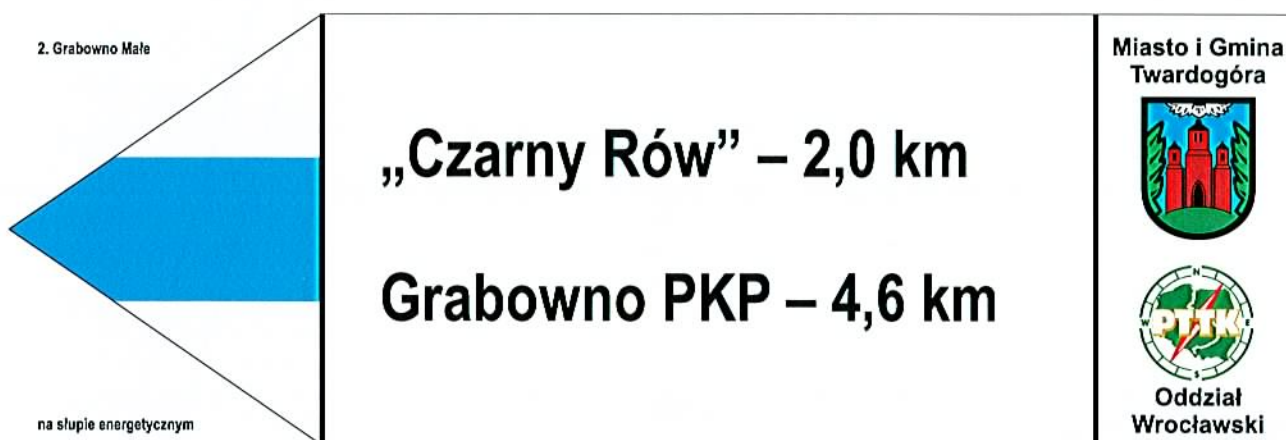 2. Grabowno Małe
„Czarny Rów” – 2,0 km
Grabowno PKP – 4,6 km
na słupie energetycznym
Miasto i Gmina
Twardogóra
N
W
E
PTTK
S
Oddział
Wrocławski